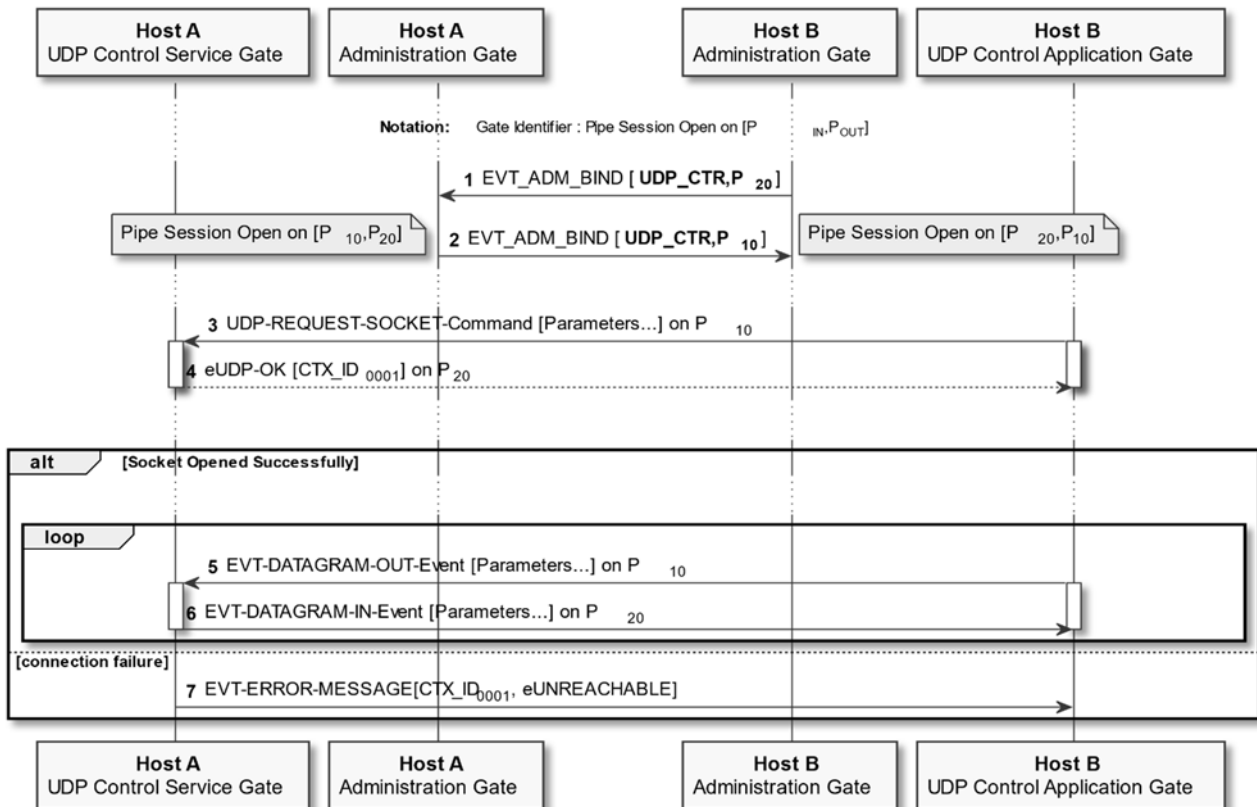 Host A Host A Host B Host B
UDP Control Service Gate Administration Gate Administration Gate UDP Control Application Gate
Notation: Gate Identifier : Pipe Session Open on [P IN,POUT]
1 EVT_ADM_BIND [ UDP_CTR,P 20]
Pipe Session Open on [P 10,P20] 2 EVT_ADM_BIND [ UDP_CTR,P 10] Pipe Session Open on [P 20,P10]
3 UDP-REQUEST-SOCKET-Command [Parameters...] on P 10
4 eUDP-OK [CTX_ID 0001] on P20
alt [Socket Opened Successfully]
loop
5 EVT-DATAGRAM-OUT-Event [Parameters...] on P 10
6 EVT-DATAGRAM-IN-Event [Parameters...] on P 20
[connection failure]
7 EVT-ERROR-MESSAGE[CTX_ID0001, eUNREACHABLE]
Host A Host A Host B Host B
UDP Control Service Gate Administration Gate Administration Gate UDP Control Application Gate